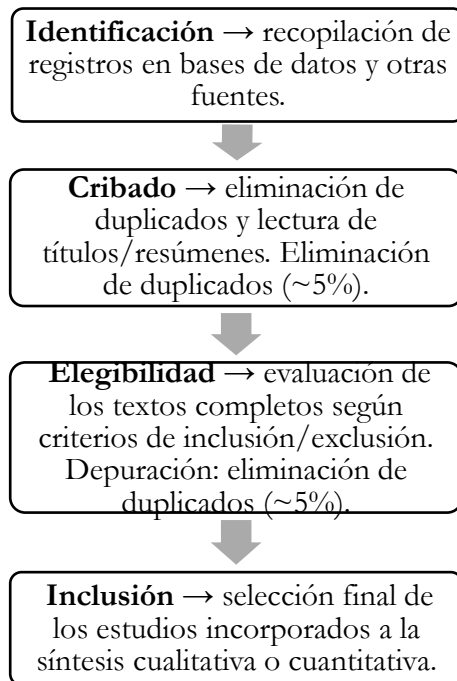 Identificación → recopilación de
registros en bases de datos y otras
fuentes.
Cribado → eliminación de
duplicados y lectura de
títulos/resúmenes. Eliminación
de duplicados (~5%).
Elegibilidad → evaluación de
los textos completos según
criterios de inclusión/exclusión.
Depuración: eliminación de
duplicados (~5%).
Inclusión → selección final de
los estudios incorporados a la
síntesis cualitativa o cuantitativa.